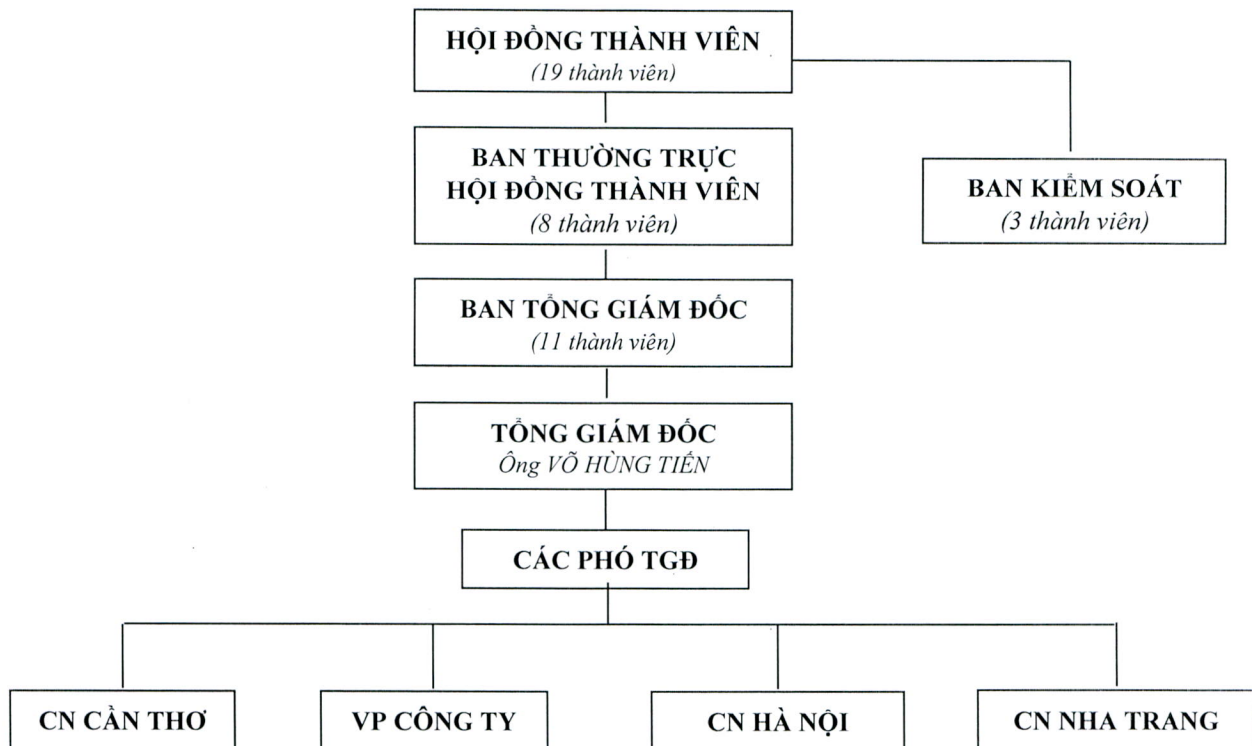 HỘI ĐỒNG THÀNH VIÊN
(19 thành viên)
BAN THƯỜNG TRỰC
HỘI ĐỒNG THÀNH VIÊN
(8 thành viên)
BAN KIỂM SOÁT
(3 thành viên)
BAN TỔNG GIÁM ĐỐC
(11 thành viên)
TỔNG GIÁM ĐỐC
Ông VÕ HÙNG TIẾN
CÁC PHÓ TGĐ
CN CẦN THƠ
VP CÔNG TY
CN HÀ NỘI
CN NHA TRANG